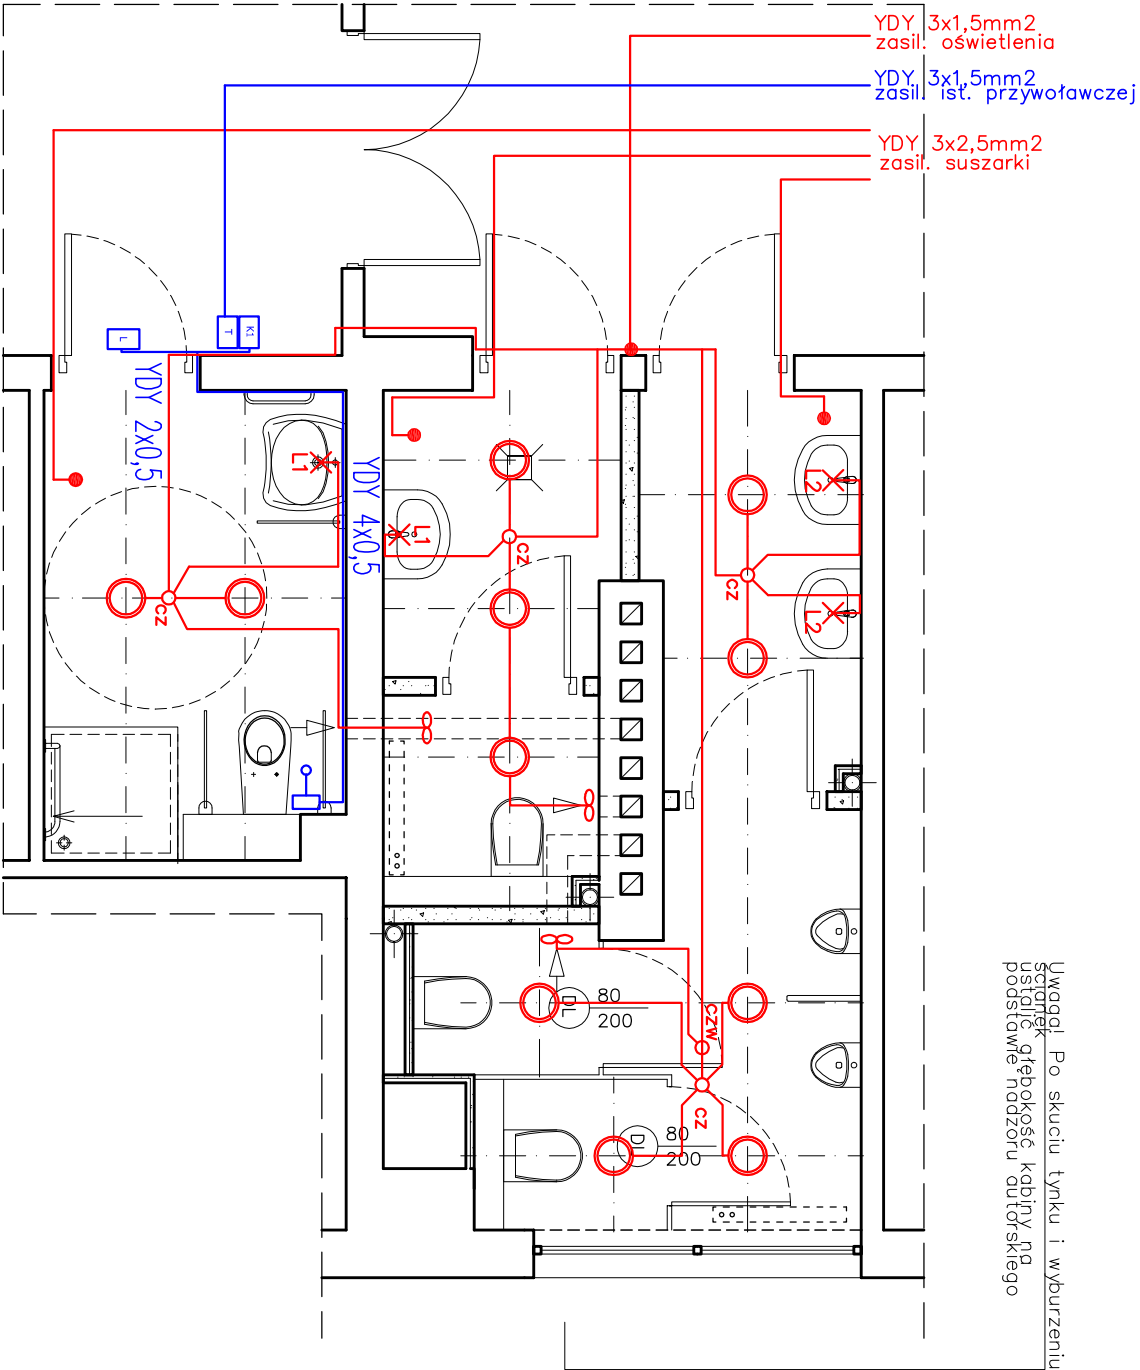 YDY 3x1,5mm2
zasil. oświetlenia
YDY 3x1,5mm2
zasil. ist. przywoławczej
YDY 3x2,5mm2
zasil. suszarki
L
T
K1
YDY 2x0,5
YDY 4x0,5
L1
L1
L2
L2
CZ
CZ
CZ
CZW
CZ
DL
80
200
DL
80
200
Uwaga! Po skuciu tynku i wyburzeniu
ścianek
ustalić głębokość kabiny na
podstawie nadzoru autorskiego